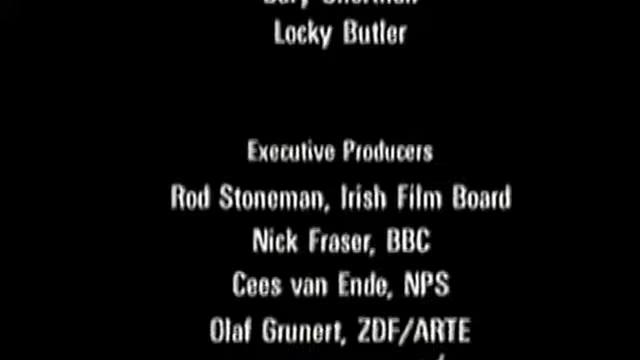 Locky Butler
Executive Producers
Rod Stoneman, Irish Film Board
Nick Fraser, BBC
Cees van Ende, NPS
Olaf Grunert, ZDF/ARTE